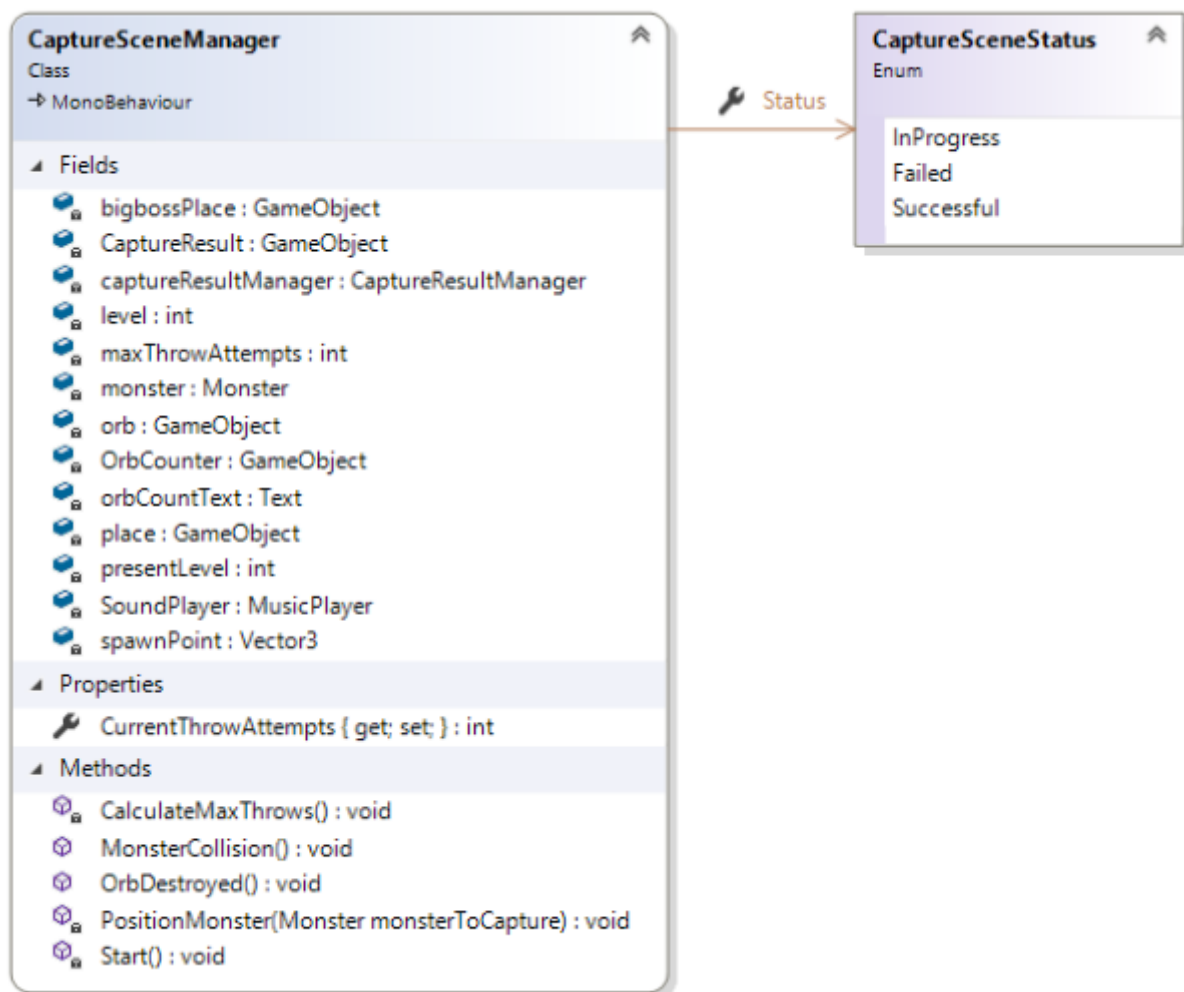 CaptureSceneManager
Class
MonoBehaviour
Fields
bigbossPlace : GameObject
CaptureResult : GameObject
captureResultManager : CaptureResultManager
level : int
maxThrowAttempts : int
monster : Monster
orb : GameObject
OrbCounter : GameObject
orbCountText : Text
place : GameObject
presentLevel : int
SoundPlayer : MusicPlayer
spawnPoint : Vector3
Properties
CurrentThrowAttempts { get; set; } : int
Methods
CalculateMaxThrows() : void
MonsterCollision() : void
OrbDestroyed() : void
PositionMonster(Monster monsterToCapture) : void
Start() : void
Status
CaptureSceneStatus
Enum
InProgress
Failed
Successful